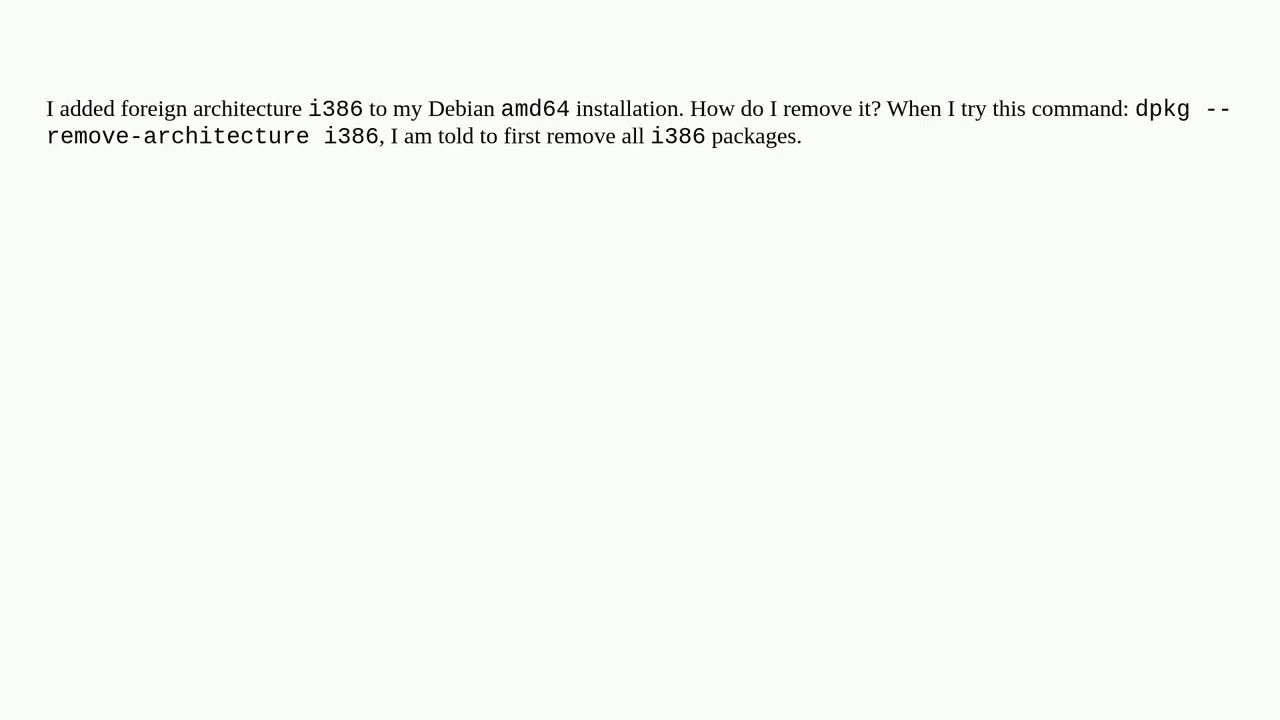 I added foreign architecture i386 to my Debian amd64 installation. How do I remove it? When I try this command: dpkg --
remove-architecture i386, I am told to first remove all i386 packages.